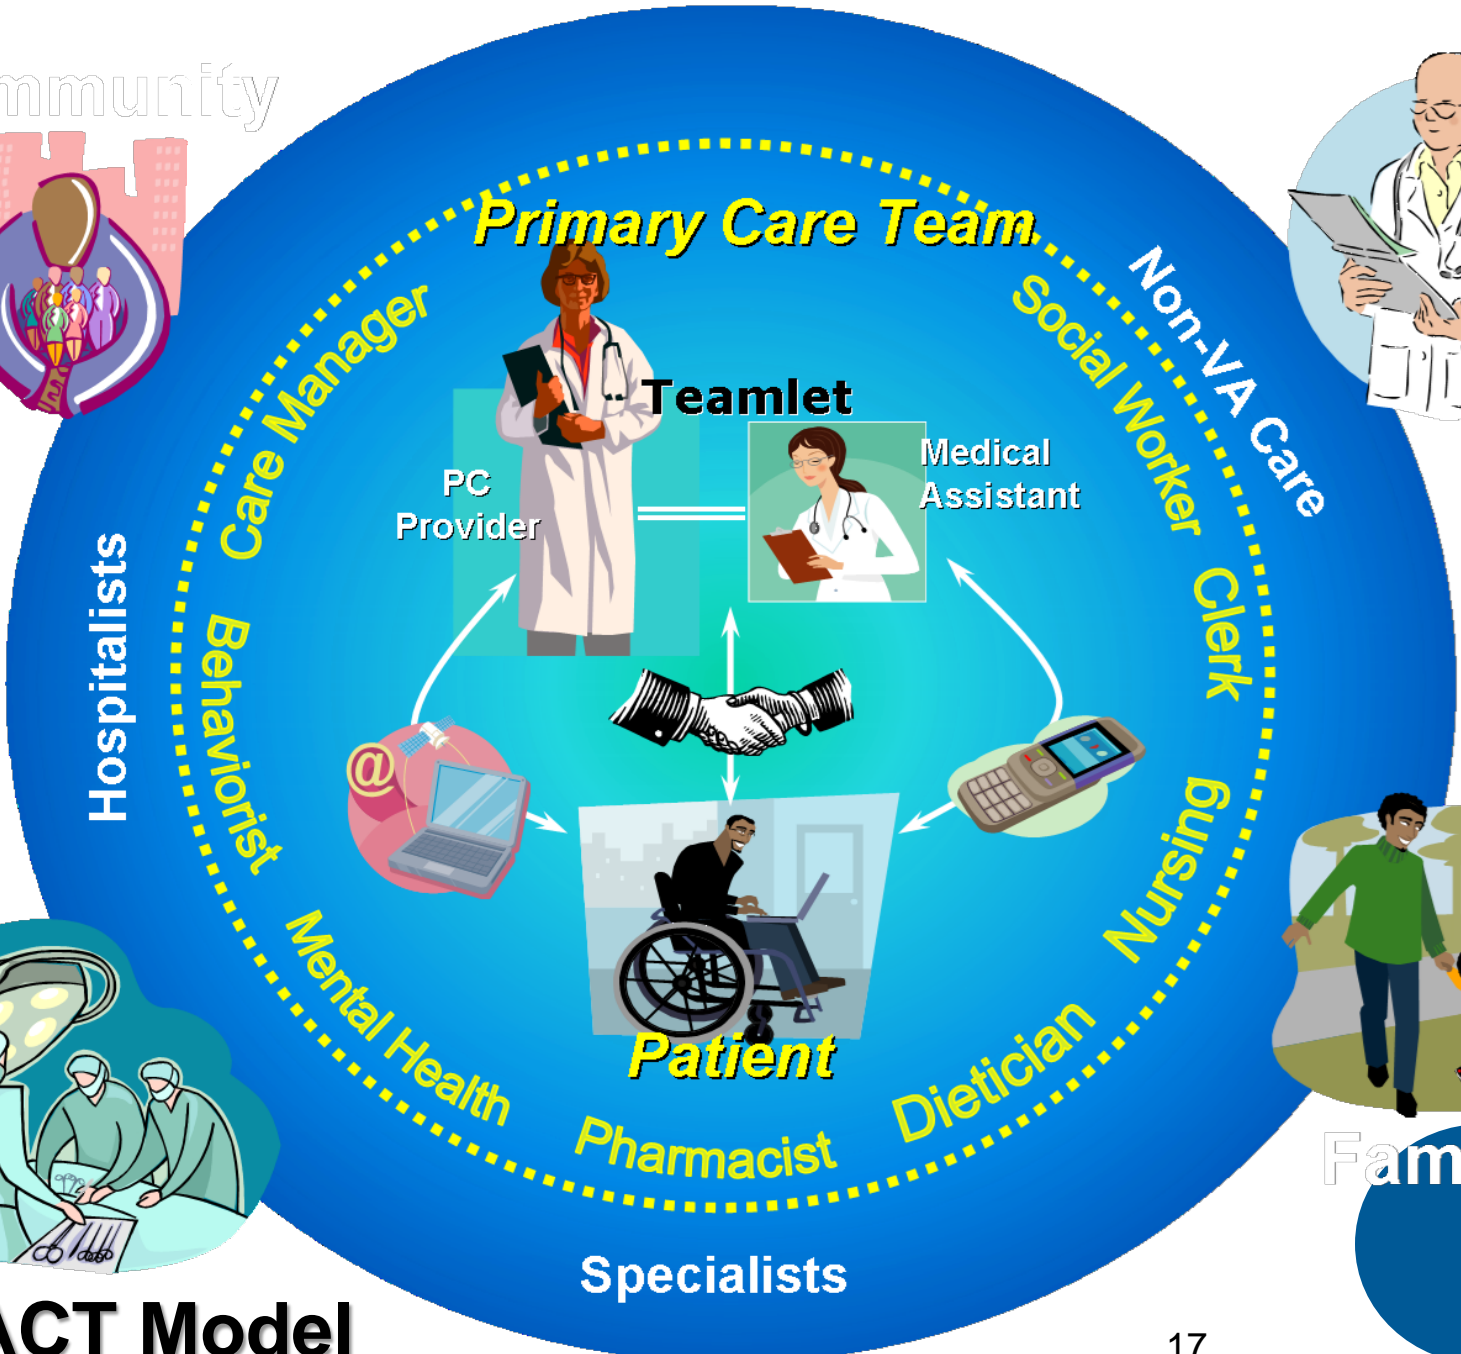 mmunity
Primary Care Team
Care Manager
Social Worker
Non-VA Care
Teamlet
Medical
Assistant
PC
Provider
Hospitalists
Behaviorist
Clerk
@
Nursing
Mental Health
Patient
Dietician
Pharmacist
Fam
Specialists
ACT Model
17